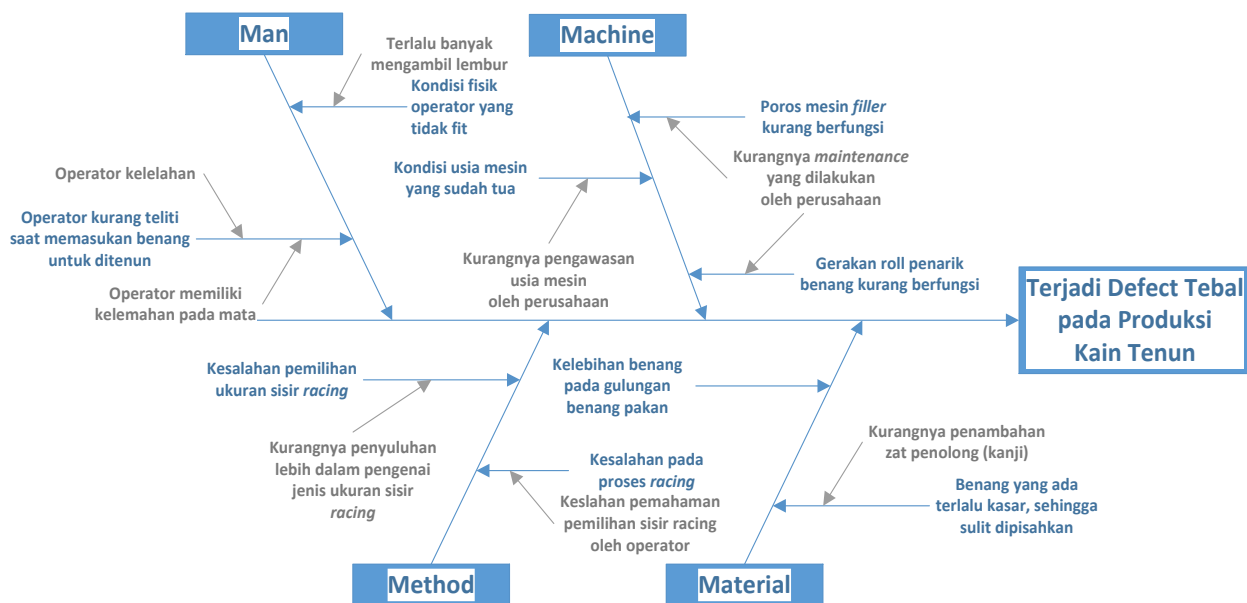 Man
Machine
Terlalu banyak
mengambil lembur
Kondisi fisik
operator yang
tidak fit
Poros mesin filler
kurang berfungsi
Kurangnya maintenance
yang dilakukan
oleh perusahaan
Kondisi usia mesin
yang sudah tua
Operator kelelahan
Operator kurang teliti
saat memasukan benang
untuk ditenun
Kurangnya pengawasan
usia mesin
oleh perusahaan
Gerakan roll penarik
benang kurang berfungsi
Operator memiliki
kelemahan pada mata
Terjadi Defect Tebal
pada Produksi
Kain Tenun
Kesalahan pemilihan
ukuran sisir racing
Kelebihan benang
pada gulungan
benang pakan
Kurangnya penyuluhan
lebih dalam pengenai
jenis ukuran sisir
racing
Kesalahan pada
proses racing
Keslahan pemahaman
pemilihan sisir racing
oleh operator
Kurangnya penambahan
zat penolong (kanji)
Benang yang ada
terlalu kasar, sehingga
sulit dipisahkan
Method
Material